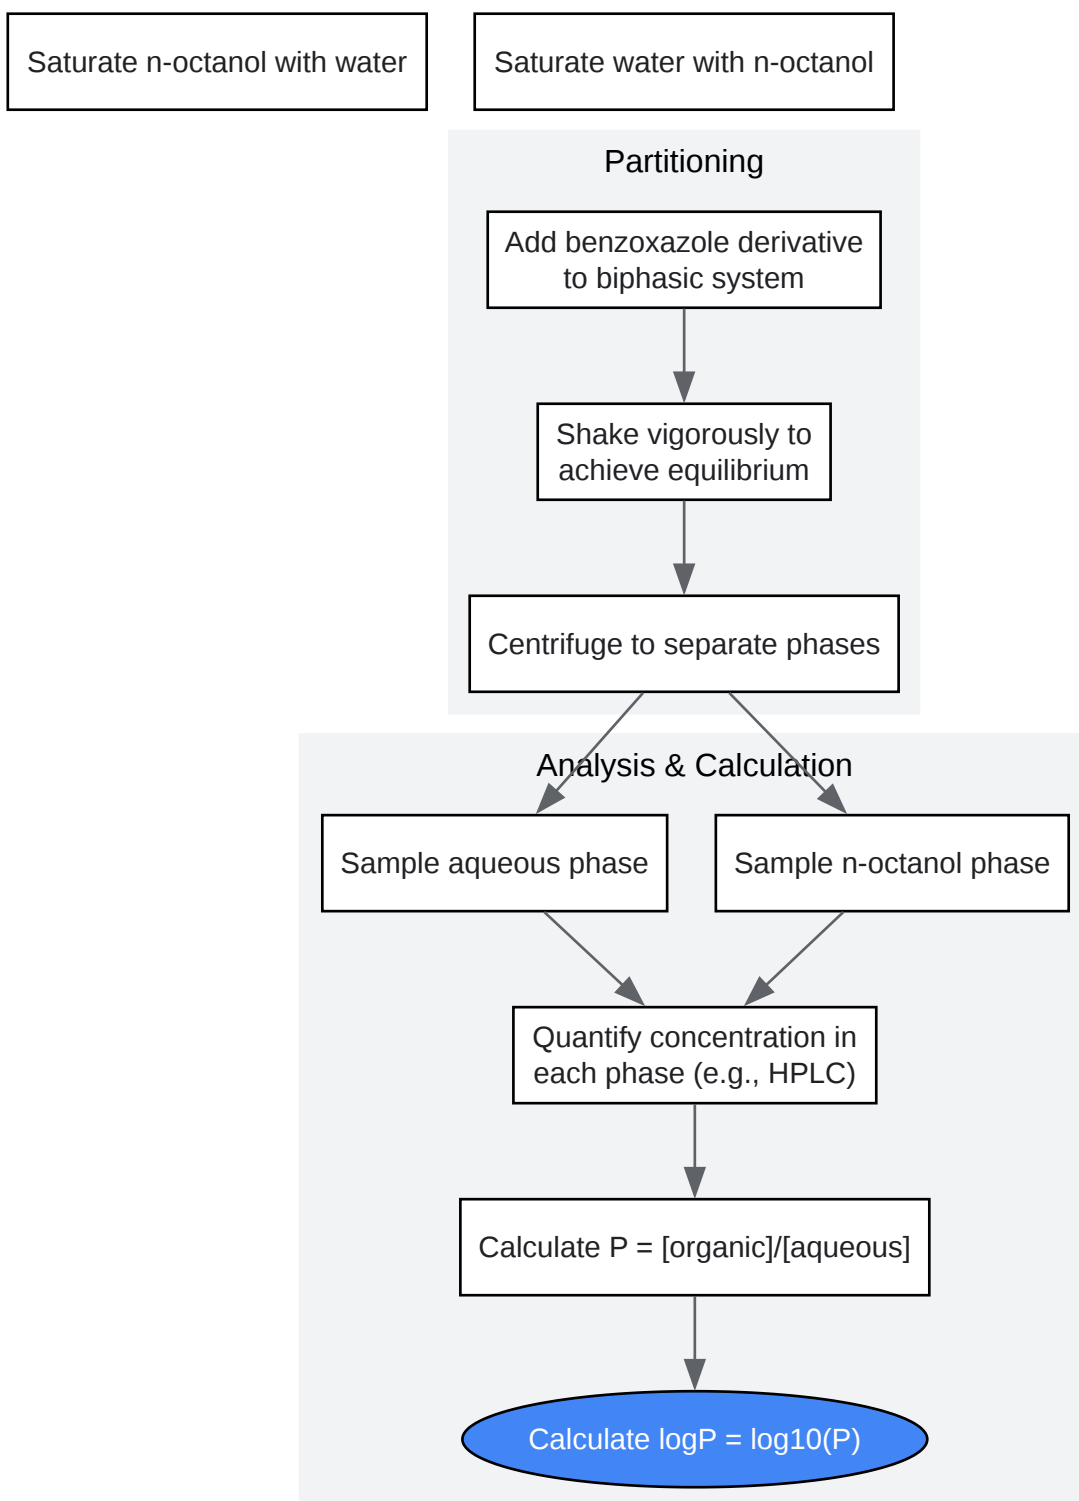 Saturate n-octanol with water
Saturate water with n-octanol
Partitioning
Add benzoxazole derivative
to biphasic system
Shake vigorously to
achieve equilibrium
Centrifuge to separate phases
Analysis & Calculation
Sample aqueous phase
Sample n-octanol phase
Quantify concentration in
each phase (e.g., HPLC)
Calculate P = [organic]/[aqueous]
Calculate logP = log10(P)